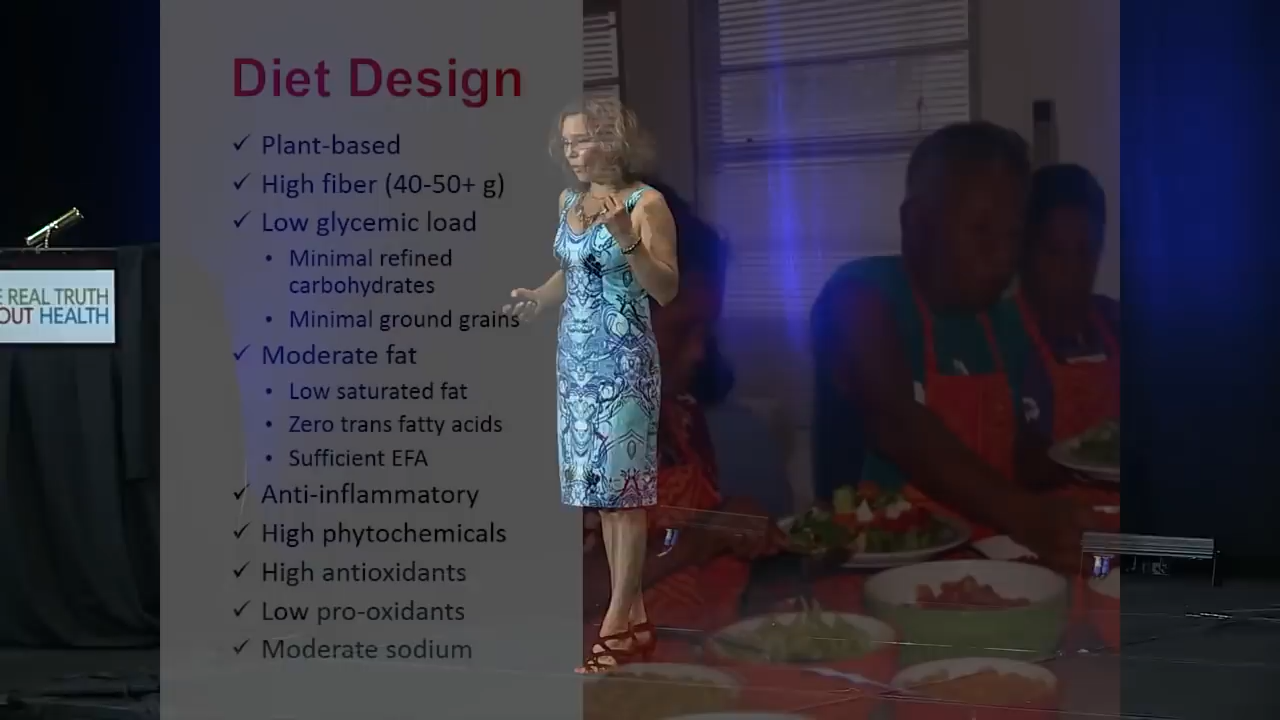 Diet Design
✓ Plant-based
✓ High fiber (40-50+ g)
✓ Low glycemic load
• Minimal refined
carbohydrates
• Minimal ground grains
✓ Moderate fat
• Low saturated fat
• Zero trans fatty acids
• Sufficient EFA
✓ Anti-inflammatory
✓ High phytochemicals
✓ High antioxidants
✓ Low pro-oxidants
✓ Moderate sodium
E REAL TRUTH
OUT HEALTH